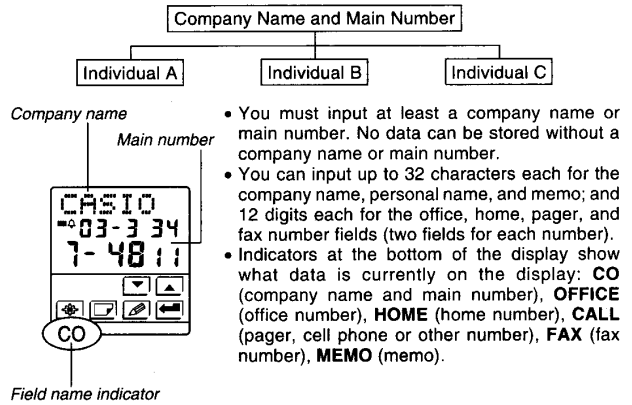 Company Name and Main Number
Individual A
Individual B
Individual C
Company name
Main number
CASIO
03-3 34
7-48 11
CO
Field name indicator
• You must input at least a company name or
main number. No data can be stored without a
company name or main number.
• You can input up to 32 characters each for the
company name, personal name, and memo; and
12 digits each for the office, home, pager, and
fax number fields (two fields for each number).
• Indicators at the bottom of the display show
what data is currently on the display: CO
(company name and main number), OFFICE
(office number), HOME (home number), CALL
(pager, cell phone or other number), FAX (fax
number), MEMO (memo).